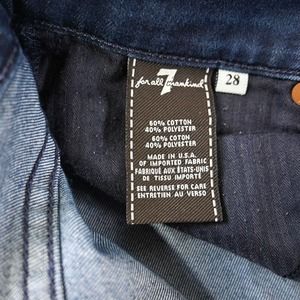 7
for all mankind
28
60% COTTON
40% POLYESTER
60% COTON
40% POLYESTER
MADE IN U.S.A.
OF IMPORTED FABRIC
FABRIQUÉ AUX ÉTATS-UNIS
DE TISSU IMPORTÉ
SEE REVERSE FOR CARE
ENTRETIEN AU VERSO